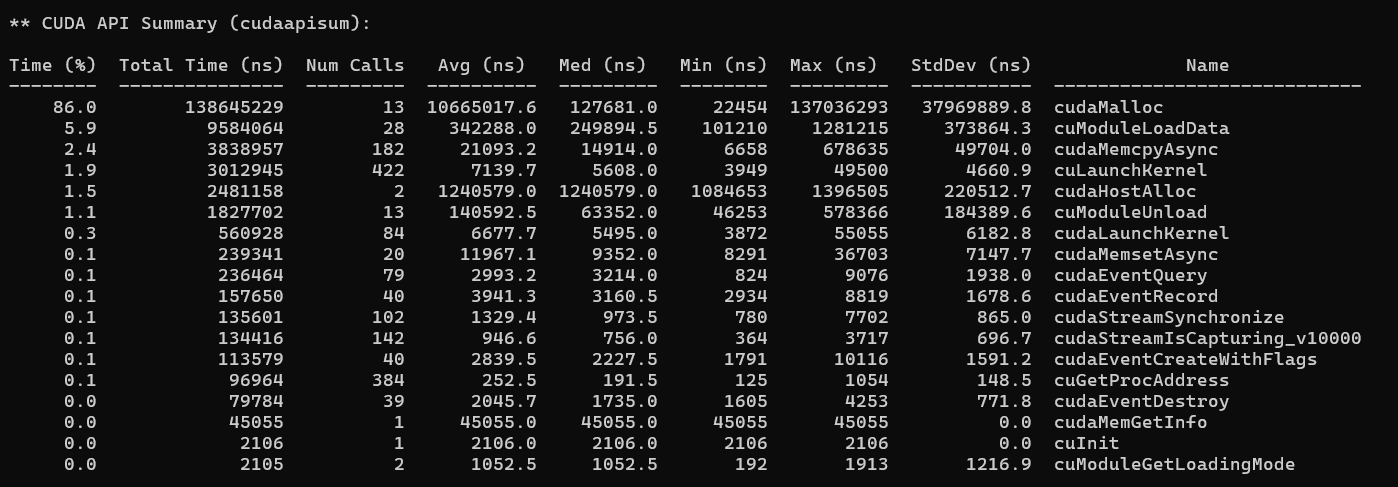 ** CUDA API Summary (cudaapisum):
Time (%)  Total Time (ns)  Num Calls   Avg (ns)   Med (ns)   Min (ns)  Max (ns)   StdDev (ns)              Name
--------  ---------------  ---------  ----------  ---------  --------  ---------  -----------  ----------------------------
    86.0        138645229         13  10665017.6   127681.0     22454  137036293   37969889.8  cudaMalloc
     5.9          9584064         28    342288.0   249894.5    101210    1281215     373864.3  cuModuleLoadData
     2.4          3838957        182     21093.2    14914.0      6658     678635      49704.0  cudaMemcpyAsync
     1.9          3012945        422      7139.7     5608.0      3949      49500       4660.9  cuLaunchKernel
     1.5          2481158          2   1240579.0  1240579.0   1084653    1396505     220512.7  cudaHostAlloc
     1.1          1827702         13    140592.5    63352.0     46253     578366     184389.6  cuModuleUnload
     0.3           560928         84      6677.7     5495.0      3872      55055       6182.8  cudaLaunchKernel
     0.1           239341         20     11967.1     9352.0      8291      36703       7147.7  cudaMemsetAsync
     0.1           236464         79      2993.2     3214.0       824       9076       1938.0  cudaEventQuery
     0.1           157650         40      3941.3     3160.5      2934       8819       1678.6  cudaEventRecord
     0.1           135601        102      1329.4      973.5       780       7702        865.0  cudaStreamSynchronize
     0.1           134416        142       946.6      756.0       364       3717        696.7  cudaStreamIsCapturing_v10000
     0.1           113579         40      2839.5     2227.5      1791      10116       1591.2  cudaEventCreateWithFlags
     0.1            96964        384       252.5      191.5       125       1054        148.5  cuGetProcAddress
     0.0            79784         39      2045.7     1735.0      1605       4253        771.8  cudaEventDestroy
     0.0            45055          1     45055.0    45055.0     45055      45055          0.0  cudaMemGetInfo
     0.0             2106          1      2106.0     2106.0      2106       2106          0.0  cuInit
     0.0             2105          2      1052.5     1052.5       192       1913       1216.9  cuModuleGetLoadingMode